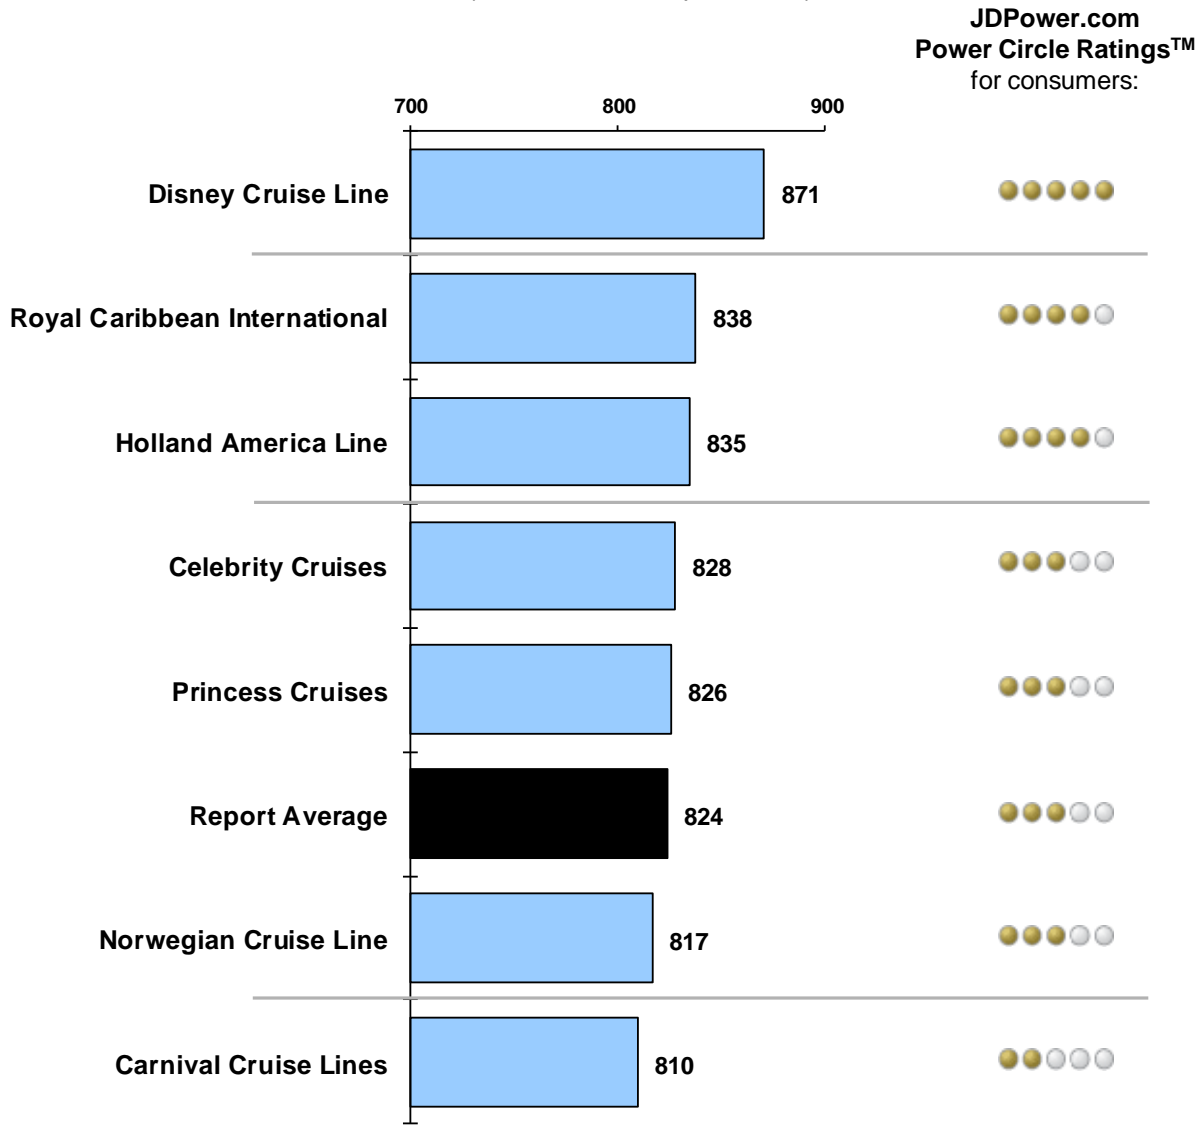 JDPower.com
Power Circle Ratings™
for consumers:
700 800 900
Disney Cruise Line 871
Royal Caribbean International 838
Holland America Line 835
Celebrity Cruises 828
Princess Cruises 826
Report Average 824
Norwegian Cruise Line 817
Carnival Cruise Lines 810